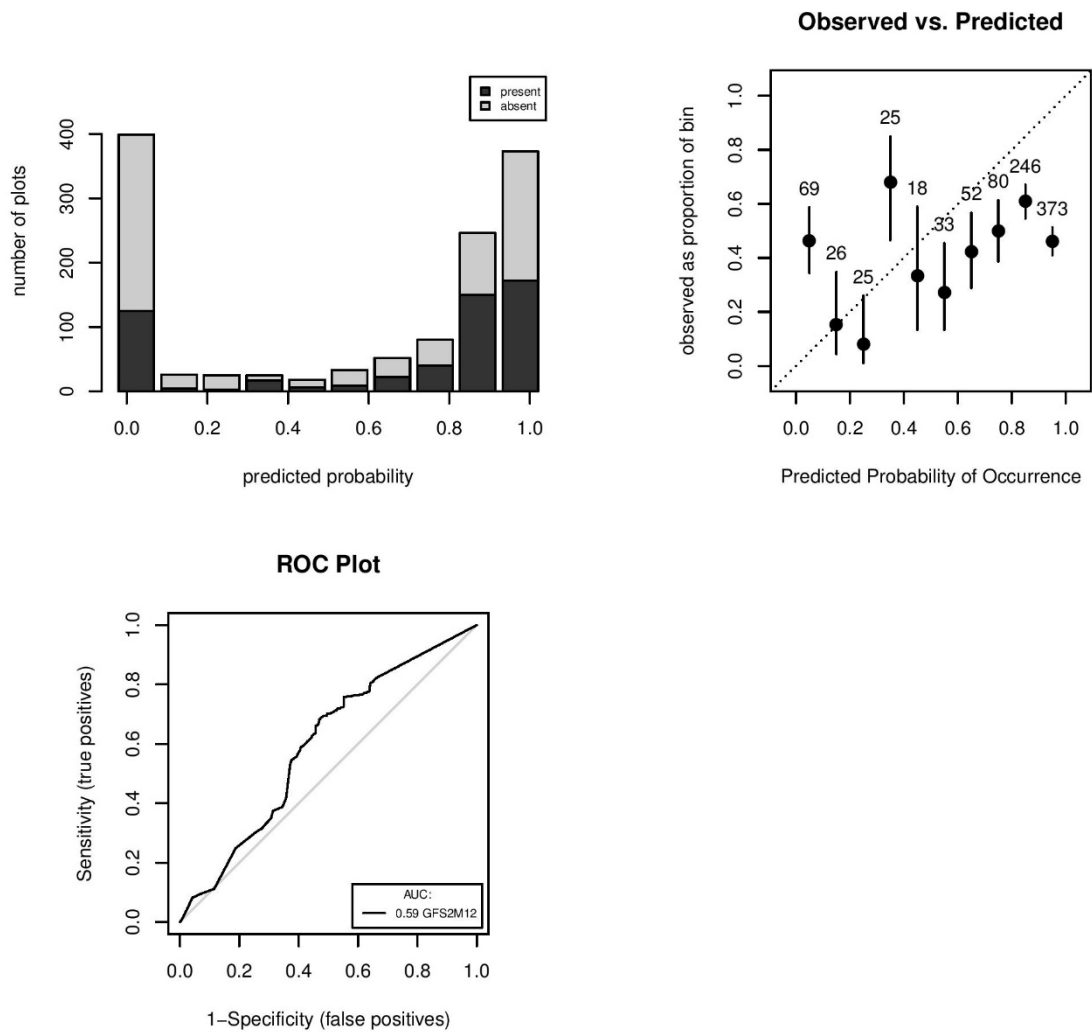 Observed vs. Predicted
present
absent
number of plots
0 100 200 300 400
0.0 0.2 0.4 0.6 0.8 1.0
predicted probability
observed as proportion of bin
0.0 0.2 0.4 0.6 0.8 1.0
69 26 25 25 18 33 52 80 246 373
0.0 0.2 0.4 0.6 0.8 1.0
Predicted Probability of Occurrence
ROC Plot
Sensitivity (true positives)
0.0 0.2 0.4 0.6 0.8 1.0
AUC:
0.59 GFS2M12
0.0 0.2 0.4 0.6 0.8 1.0
1−Specificity (false positives)